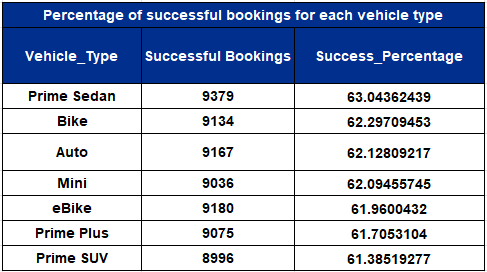 Percentage of successful bookings for each vehicle type
Vehicle_Type Successful Bookings Success_Percentage
Prime Sedan 9379 63.04362439
Bike 9134 62.29709453
Auto 9167 62.12809217
Mini 9036 62.09455745
eBike 9180 61.9600432
Prime Plus 9075 61.7053104
Prime SUV 8996 61.38519277